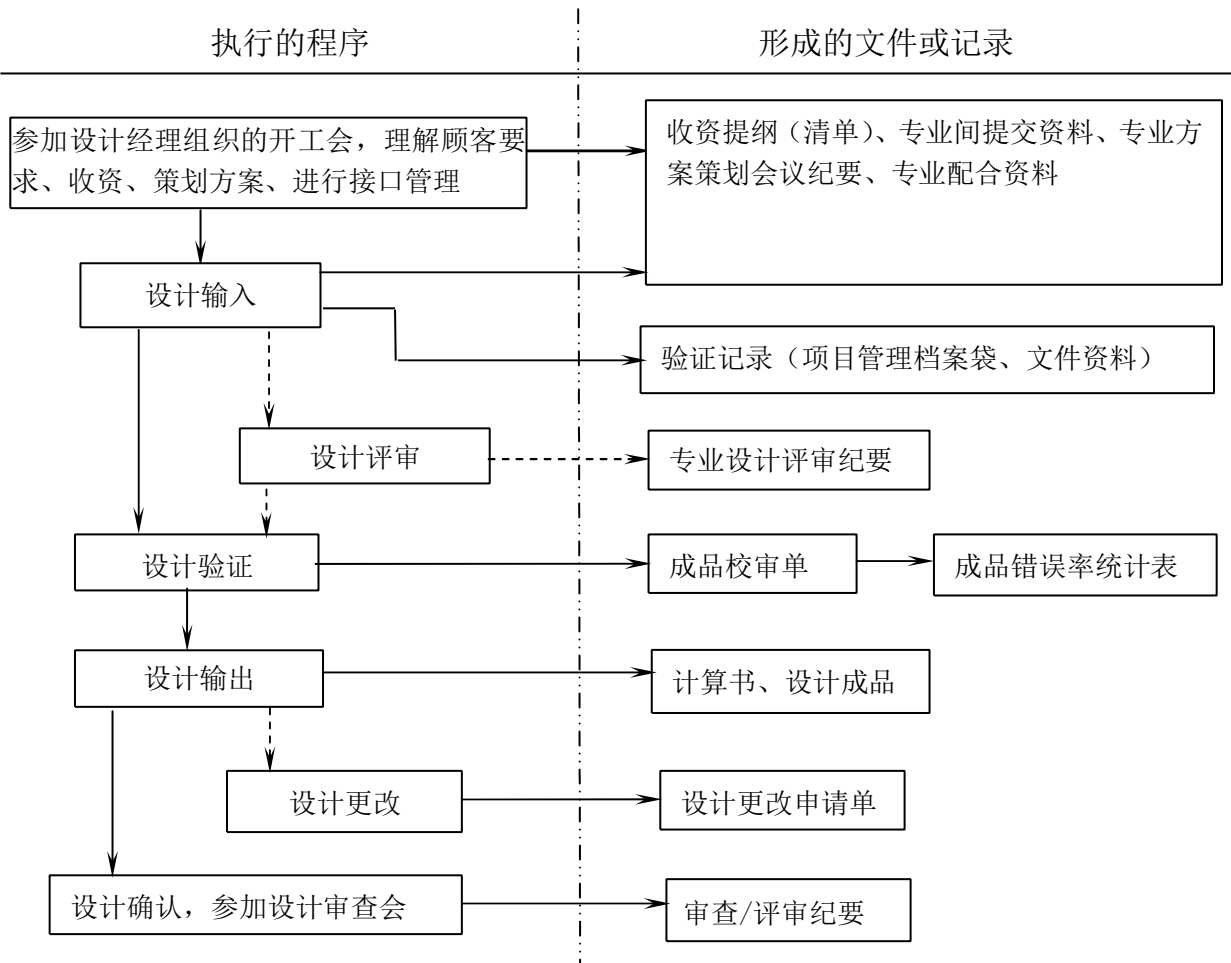 执行的程序
形成的文件或记录
参加设计经理组织的开工会，理解顾客要
求、收资、策划方案、进行接口管理
收资提纲（清单）、专业间提交资料、专业方
案策划会议纪要、专业配合资料
设计输入
验证记录（项目管理档案袋、文件资料）
设计评审
专业设计评审纪要
设计验证
成品校审单
成品错误率统计表
设计输出
计算书、设计成品
设计更改
设计更改申请单
设计确认，参加设计审查会
审查/评审纪要